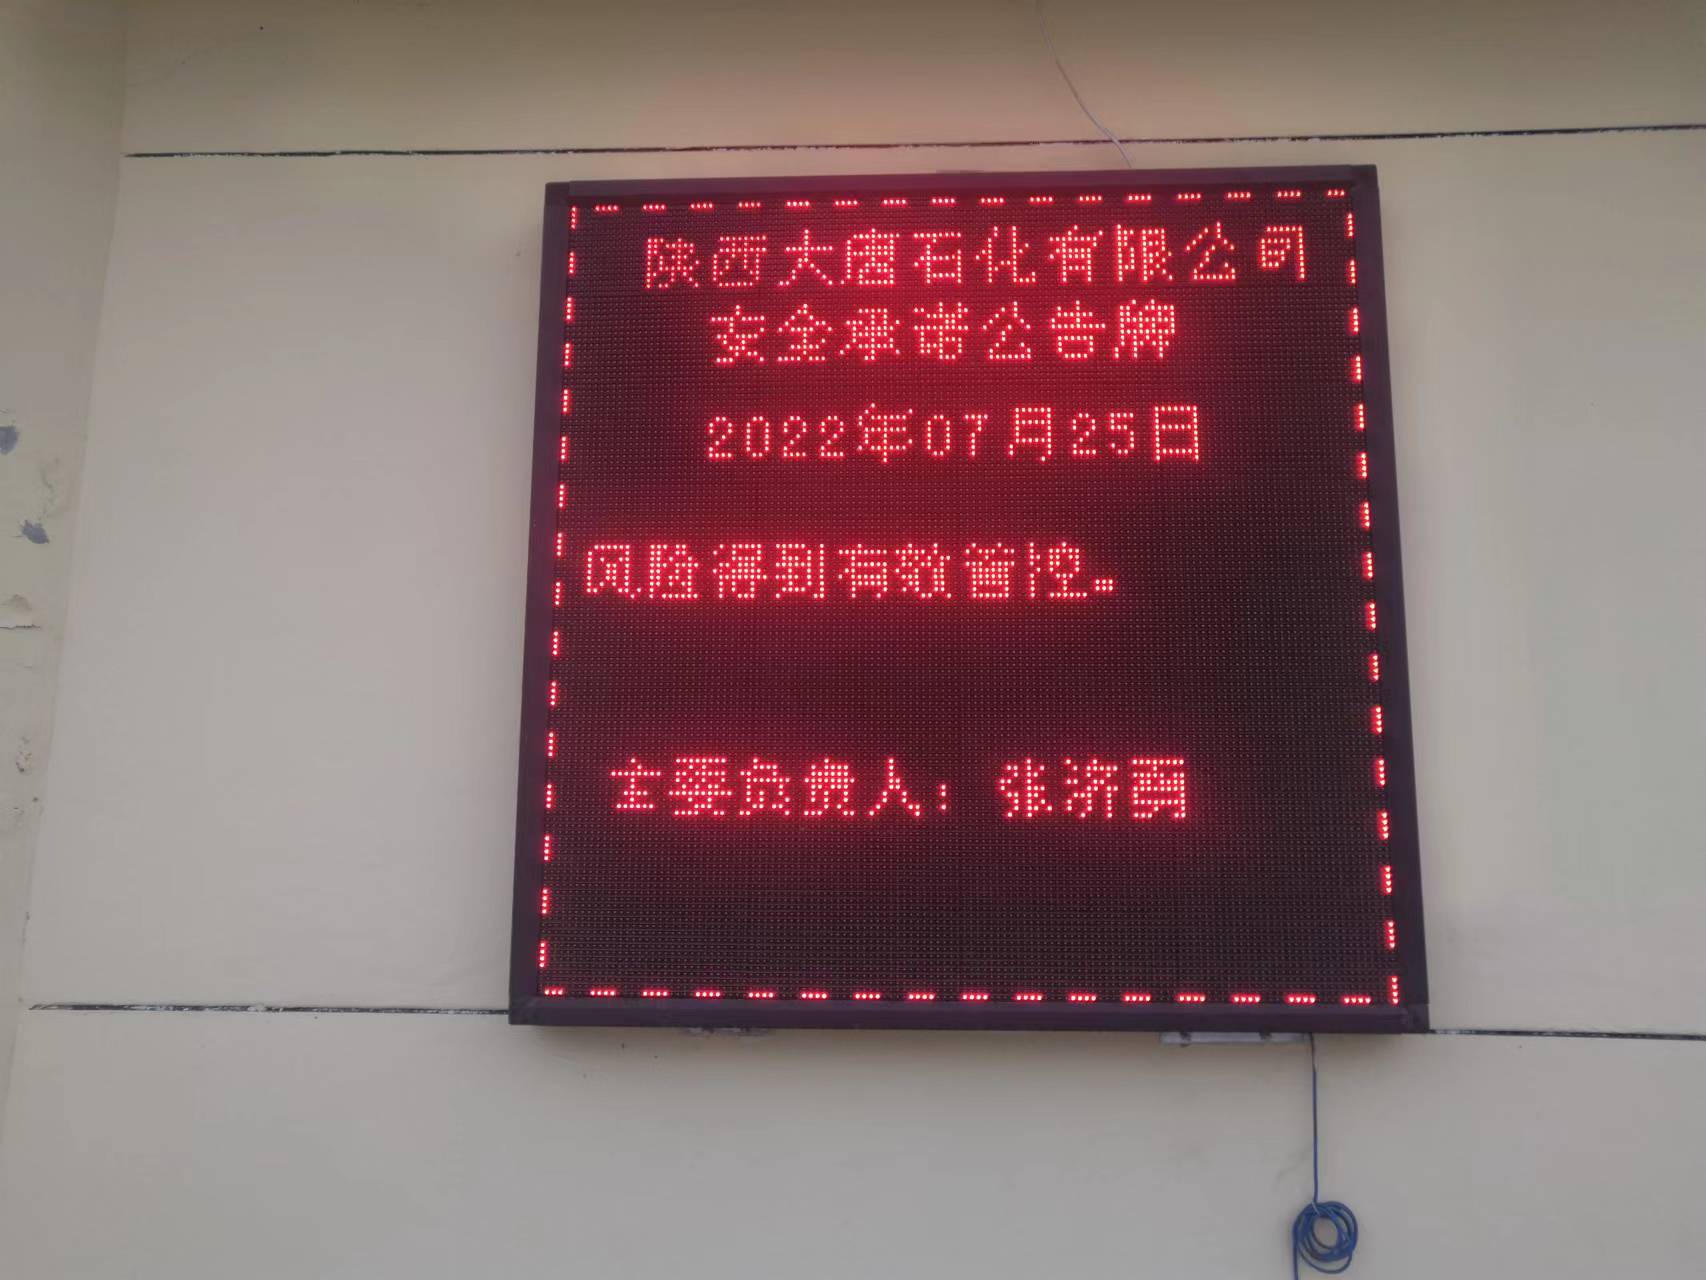 陕西大唐石化有限公司
安全承诺公告牌
2022年07月25日
风险得到有效管控。
主要负责人：张济